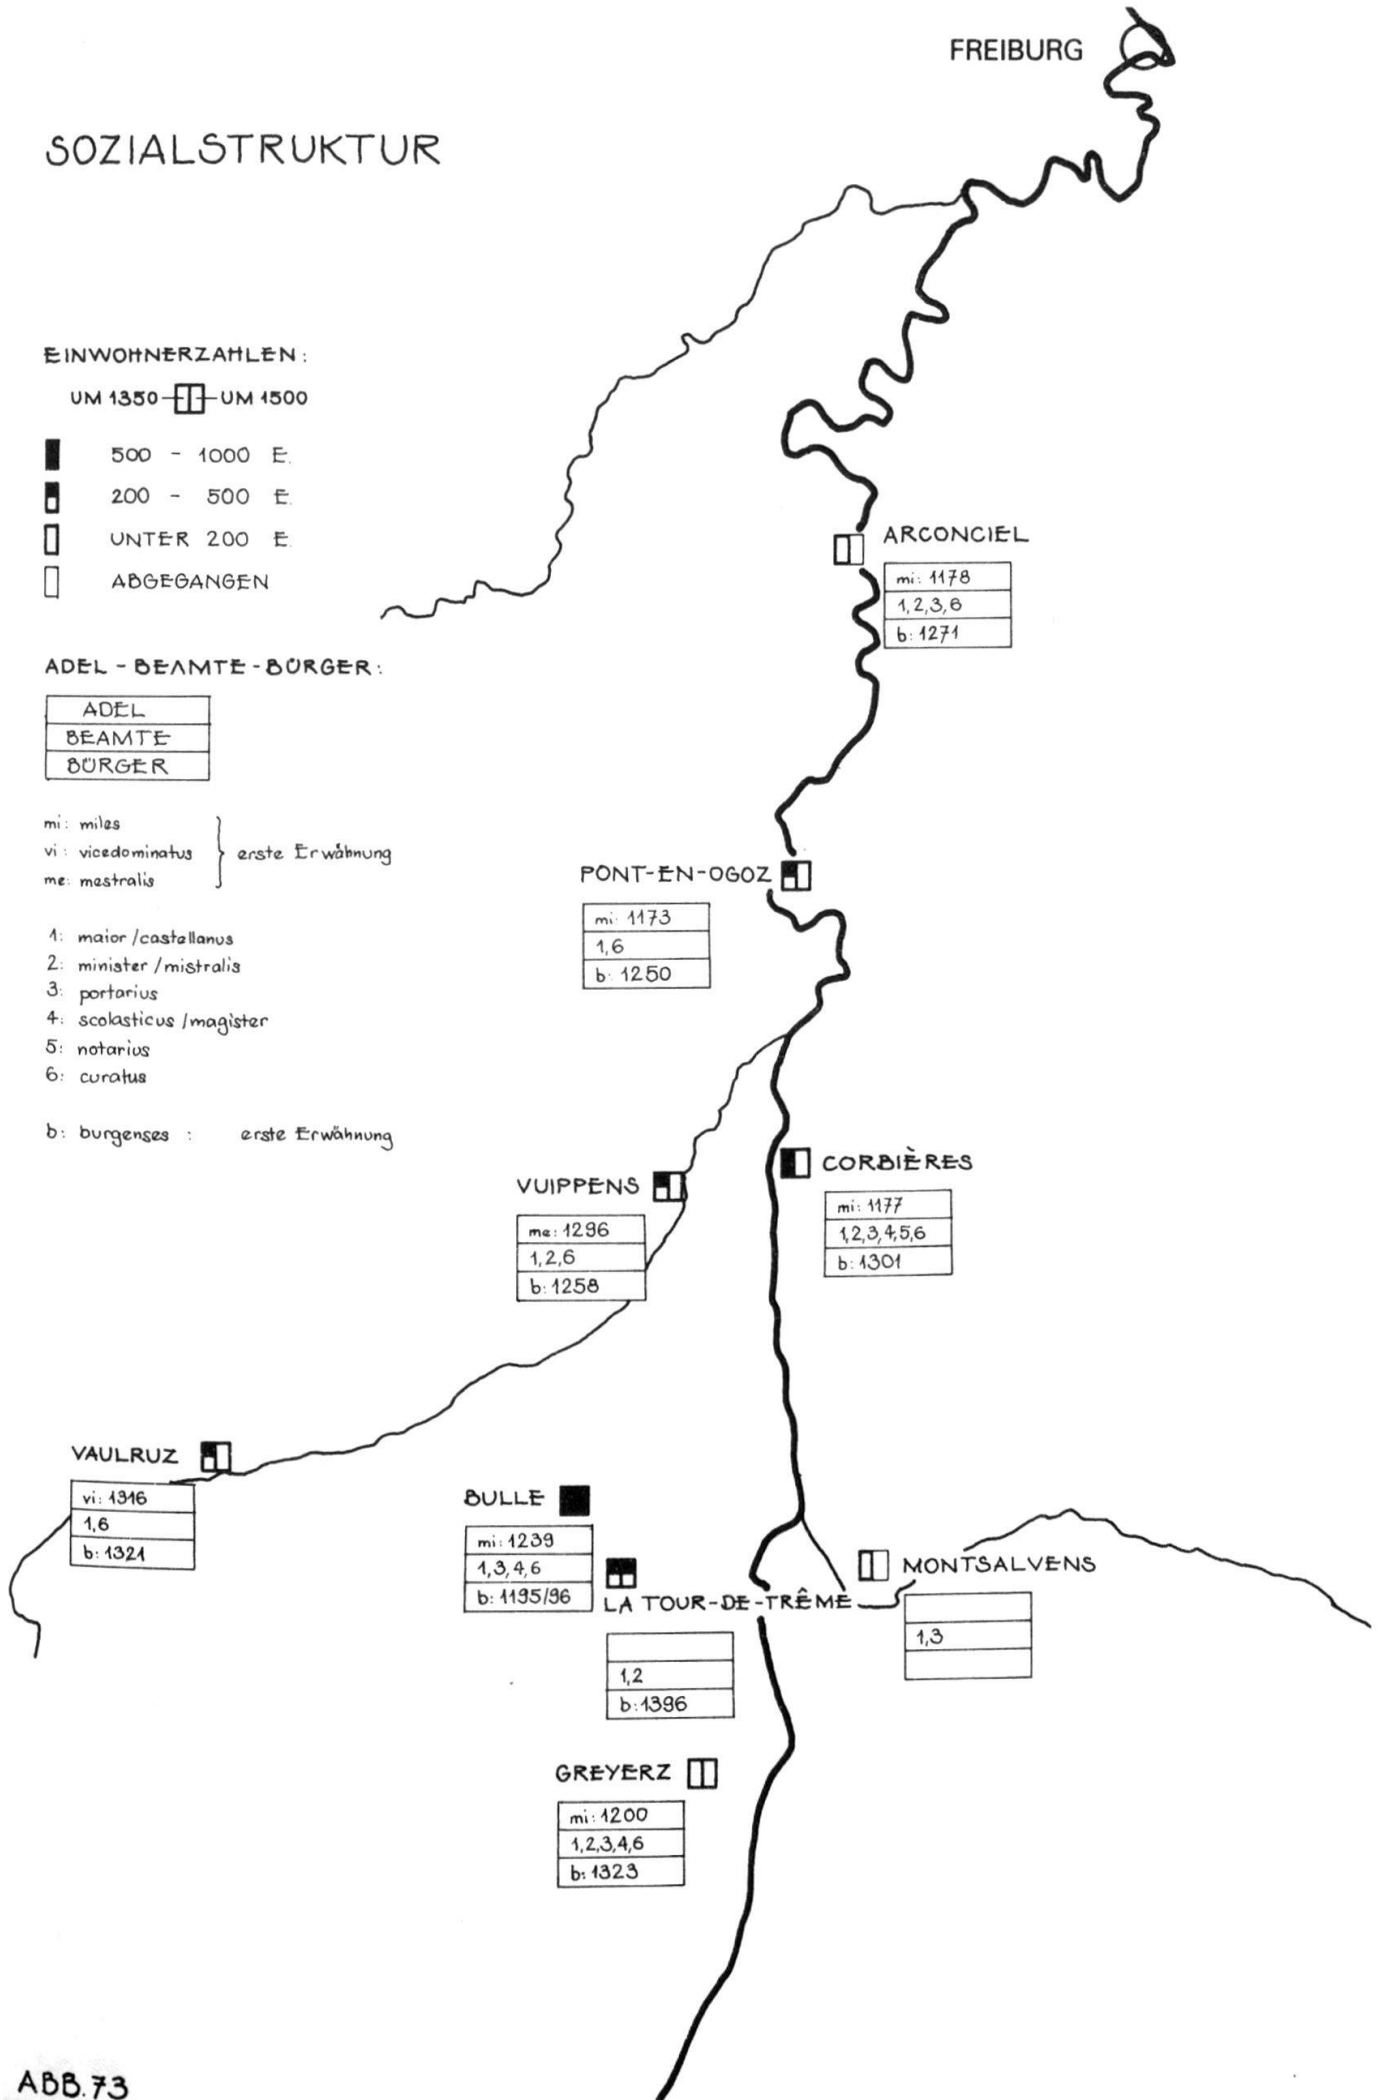 FREIBURG
SOZIALSTRUKTUR
EINWOHNERZAHLEN:
UM 1350 UM 1500
500 - 1000 E.
200 - 500 E.
UNTER 200 E.
ABGEGANGEN
ADEL - BEAMTE - BÜRGER:
ADEL
BEAMTE
BÜRGER
mi: miles
vi: vicedominatus
me: mestralis
erste Erwähnung
1: maior/castellanus
2: minister/mistralis
3: portarius
4: scolasticus/magister
5: notarius
6: curatus
b: burgenses : erste Erwähnung
ARCONCIEL
mi: 1178
1,2,3,6
b: 1271
PONT-EN-OGOZ
mi: 1173
1,6
b: 1250
VUIPPENS
me: 1296
1,2,6
b: 1258
CORBIÈRES
mi: 1177
1,2,3,4,5,6
b: 1301
VAULRUZ
vi: 1316
1,6
b: 1321
BULLE
mi: 1239
1,3,4,6
b: 1195/96
LA TOUR-DE-TRÊME
1,2
b: 1396
MONTSALVENS
1,3
GREYERZ
mi: 1200
1,2,3,4,6
b: 1323
ABB. 73